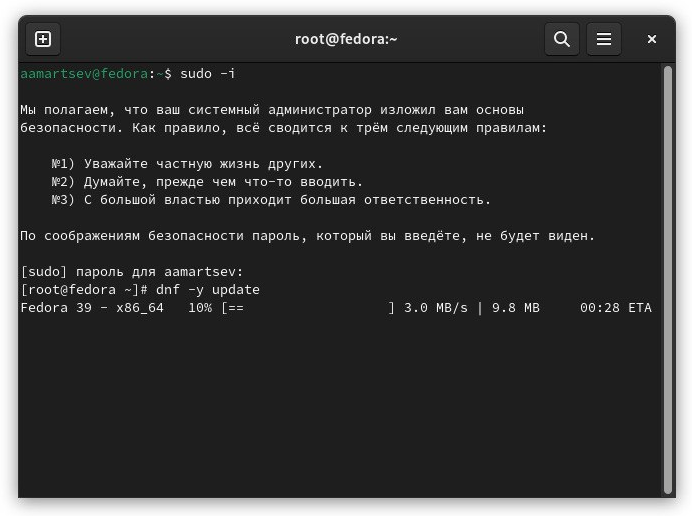 root@fedora:~
aamartsev@fedora:~$ sudo -i
Мы полагаем, что ваш системный администратор изложил вам основы
безопасности. Как правило, всё сводится к трём следующим правилам:
№1) Уважайте частную жизнь других.
№2) Думайте, прежде чем что-то вводить.
№3) С большой властью приходит большая ответственность.
По соображениям безопасности пароль, который вы введёте, не будет виден.
[sudo] пароль для aamartsev:
[root@fedora ~]# dnf -y update
Fedora 39 - x86_64   10% [==                  ] 3.0 MB/s | 9.8 MB     00:28 ETA